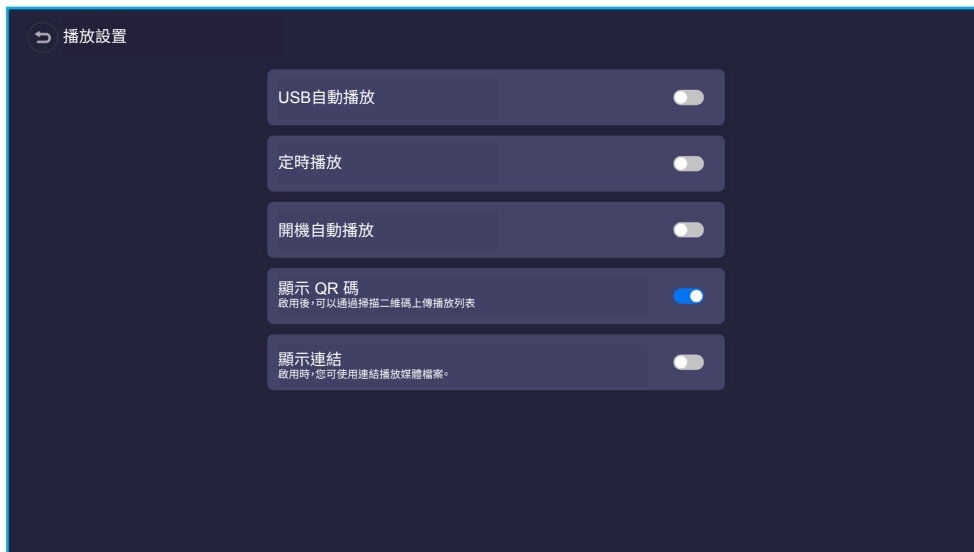 播放設置
USB自動播放
定時播放
開機自動播放
顯示 QR 碼
啟用後,可以通過掃描二維碼上傳播放列表
顯示連結
啟用時,您可使用連結播放媒體檔案。